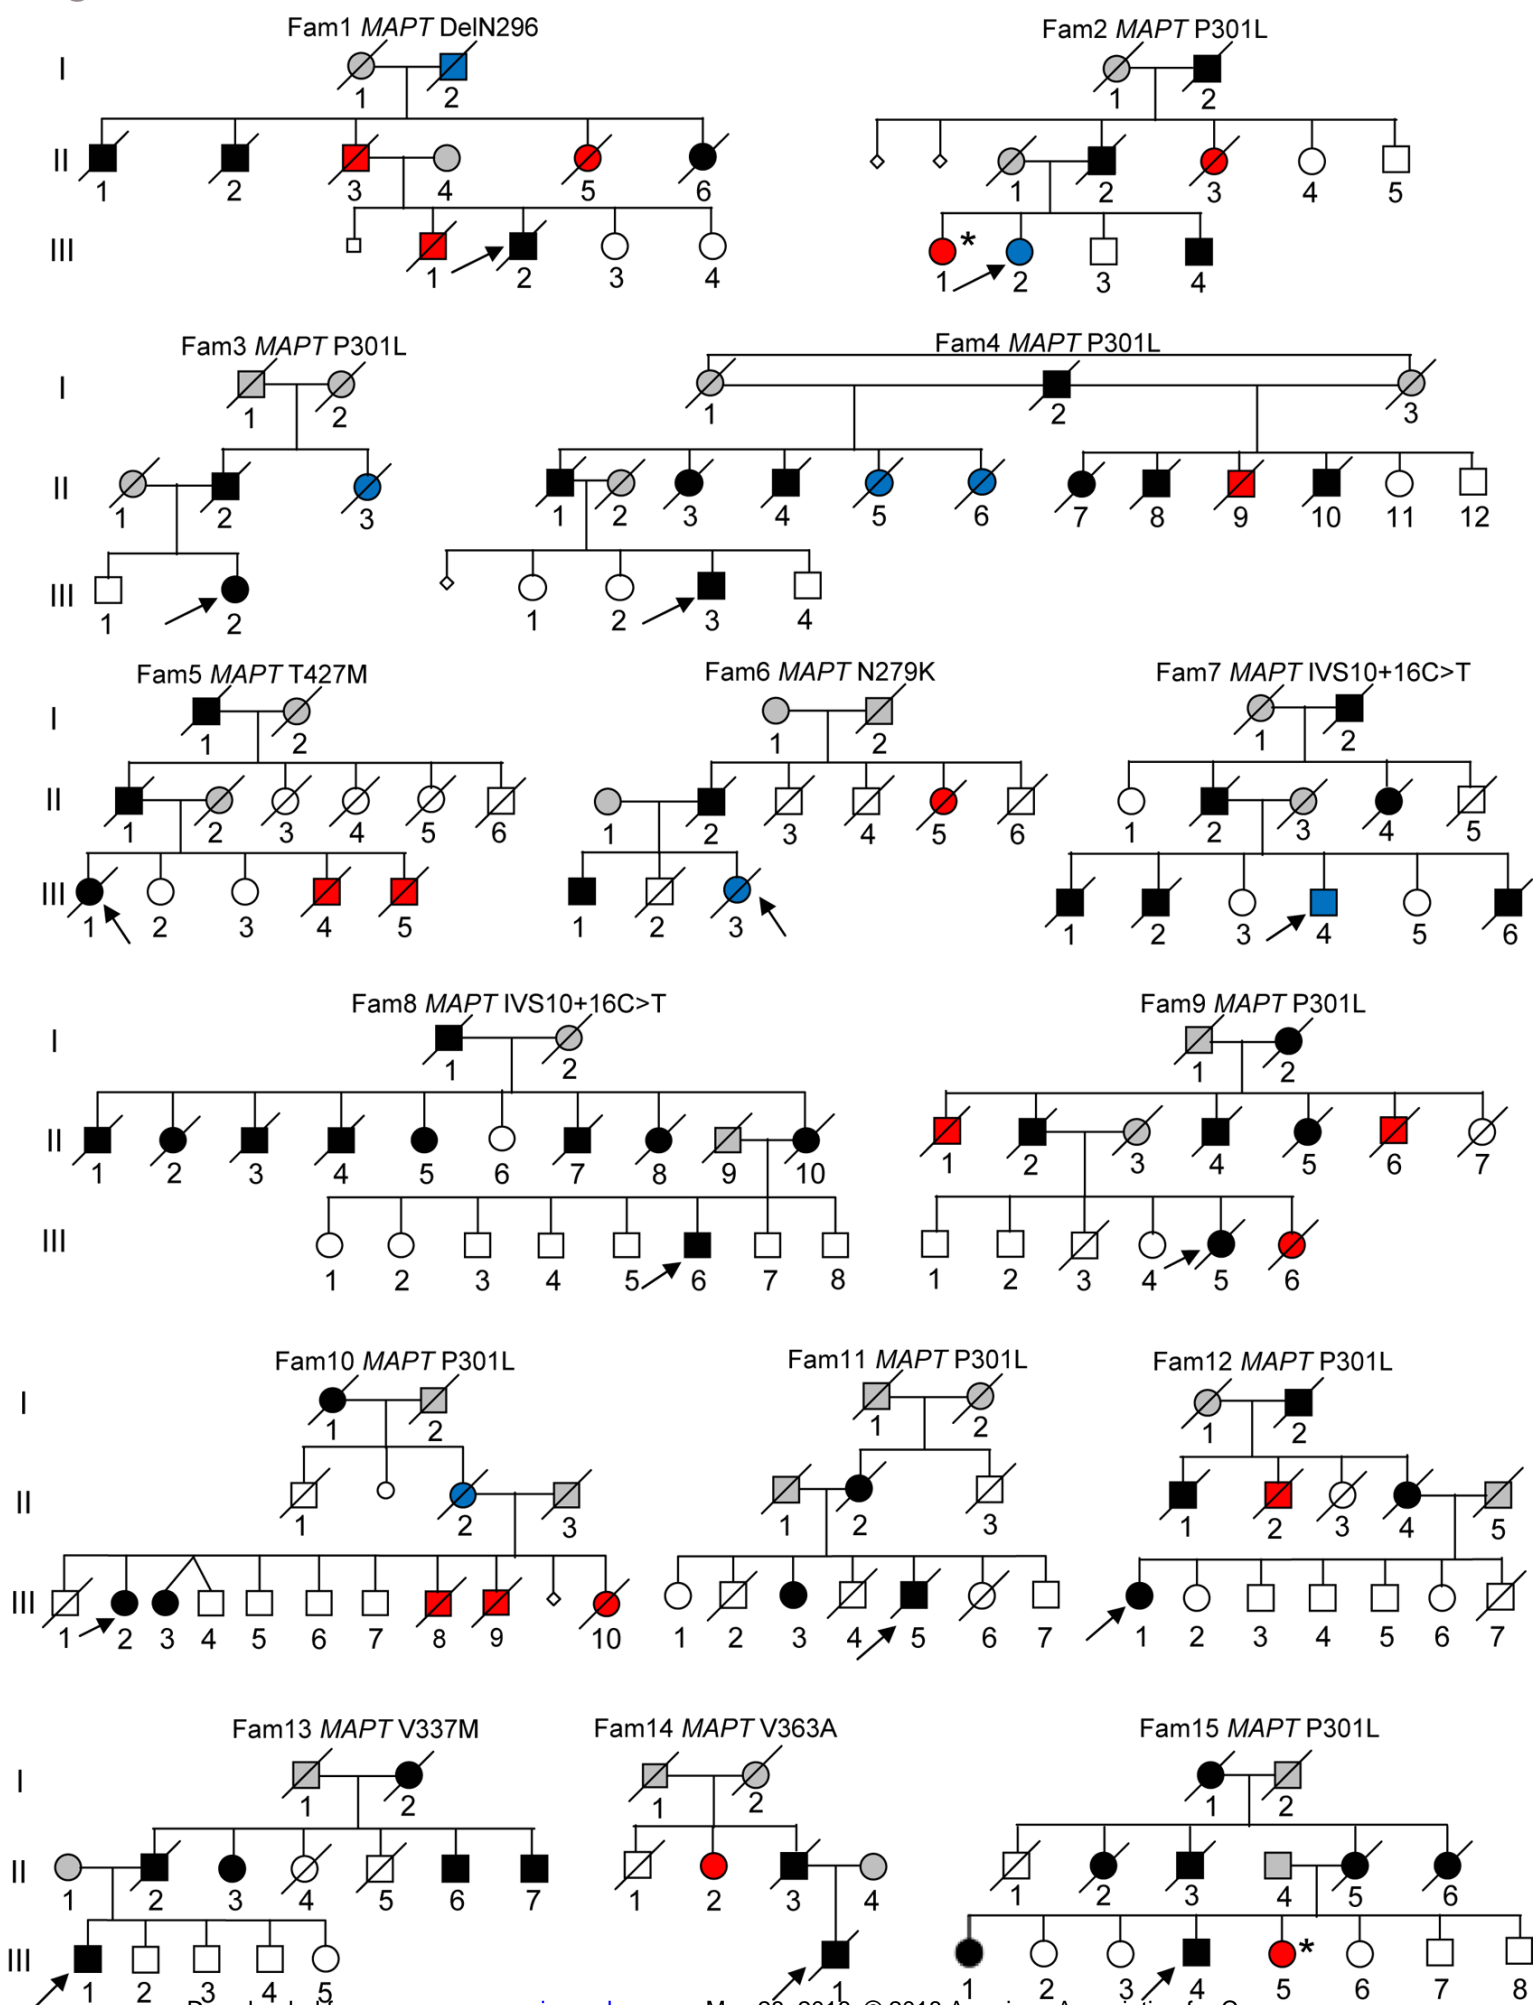 Fam1 MAPT DelN296
Fam2 MAPT P301L
I
1 2
1 2
II
1 2 3 4 5 6
1 2 3 4 5
III
1 2 3 4
1 * 2 3 4
Fam3 MAPT P301L
Fam4 MAPT P301L
I
1 2
1 2 3
II
1 2 3
1 2 3 4 5 6 7 8 9 10 11 12
III
1 2
1 2 3 4
Fam5 MAPT T427M
Fam6 MAPT N279K
Fam7 MAPT IVS10+16C>T
I
1 2
1 2
1 2
II
1 2 3 4 5 6
1 2 3 4 5 6
1 2 3 4 5
III
1 2 3 4 5
1 2 3
1 2 3 4 5 6
Fam8 MAPT IVS10+16C>T
Fam9 MAPT P301L
I
1 2
1 2
II
1 2 3 4 5 6 7 8 9 10
1 2 3 4 5 6 7
III
1 2 3 4 5 6 7 8
1 2 3 4 5 6
Fam10 MAPT P301L
Fam11 MAPT P301L
Fam12 MAPT P301L
I
1 2
1 2
1 2
II
1 2 3
1 2 3
1 2 3 4 5
III
1 2 3 4 5 6 7 8 9 10
1 2 3 4 5 6 7
1 2 3 4 5 6 7
Fam13 MAPT V337M
Fam14 MAPT V363A
Fam15 MAPT P301L
I
1 2
1 2
1 2
II
1 2 3 4 5 6 7
1 2 3 4
1 2 3 4 5 6
III
1 2 3 4 5
1
1 2 3 4 5 * 6 7 8